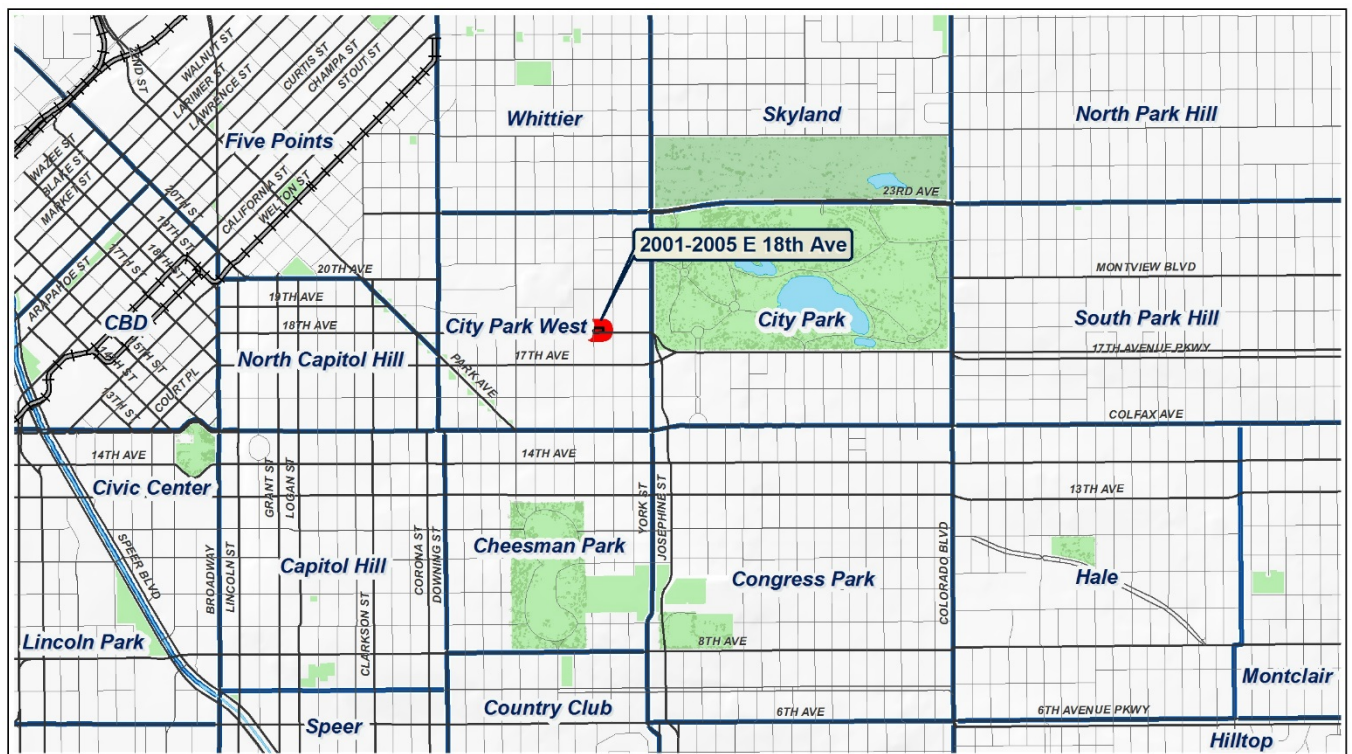 22ND ST
WALNUT ST
LARIMER ST
LAWRENCE ST
CURTIS ST
CHAMPA ST
STOUT ST
Whittier
Skyland
North Park Hill
Five Points
WAZEE ST
BLAKE ST
MARKET ST
20TH ST
19TH ST
18TH ST
17TH ST
CALIFORNIA ST
WELTON ST
23RD AVE
2001-2005 E 18th Ave
ARAPAHOE ST
20TH AVE
MONTVIEW BLVD
19TH AVE
CBD
18TH AVE
City Park West
City Park
South Park Hill
15TH ST
14TH ST
13TH ST
COURT PL
North Capitol Hill
17TH AVE
17TH AVENUE PKWY
PARK AVE
COLFAX AVE
14TH AVE
14TH AVE
Civic Center
GRANT ST
LOGAN ST
13TH AVE
YORK ST
JOSEPHINE ST
SPEER BLVD
BROADWAY
LINCOLN ST
Capitol Hill
CORONA ST
DOWNING ST
Cheesman Park
Congress Park
COLORADO BLVD
Hale
Lincoln Park
CLARKSON ST
8TH AVE
Montclair
Speer
Country Club
6TH AVE
6TH AVENUE PKWY
Hilltop